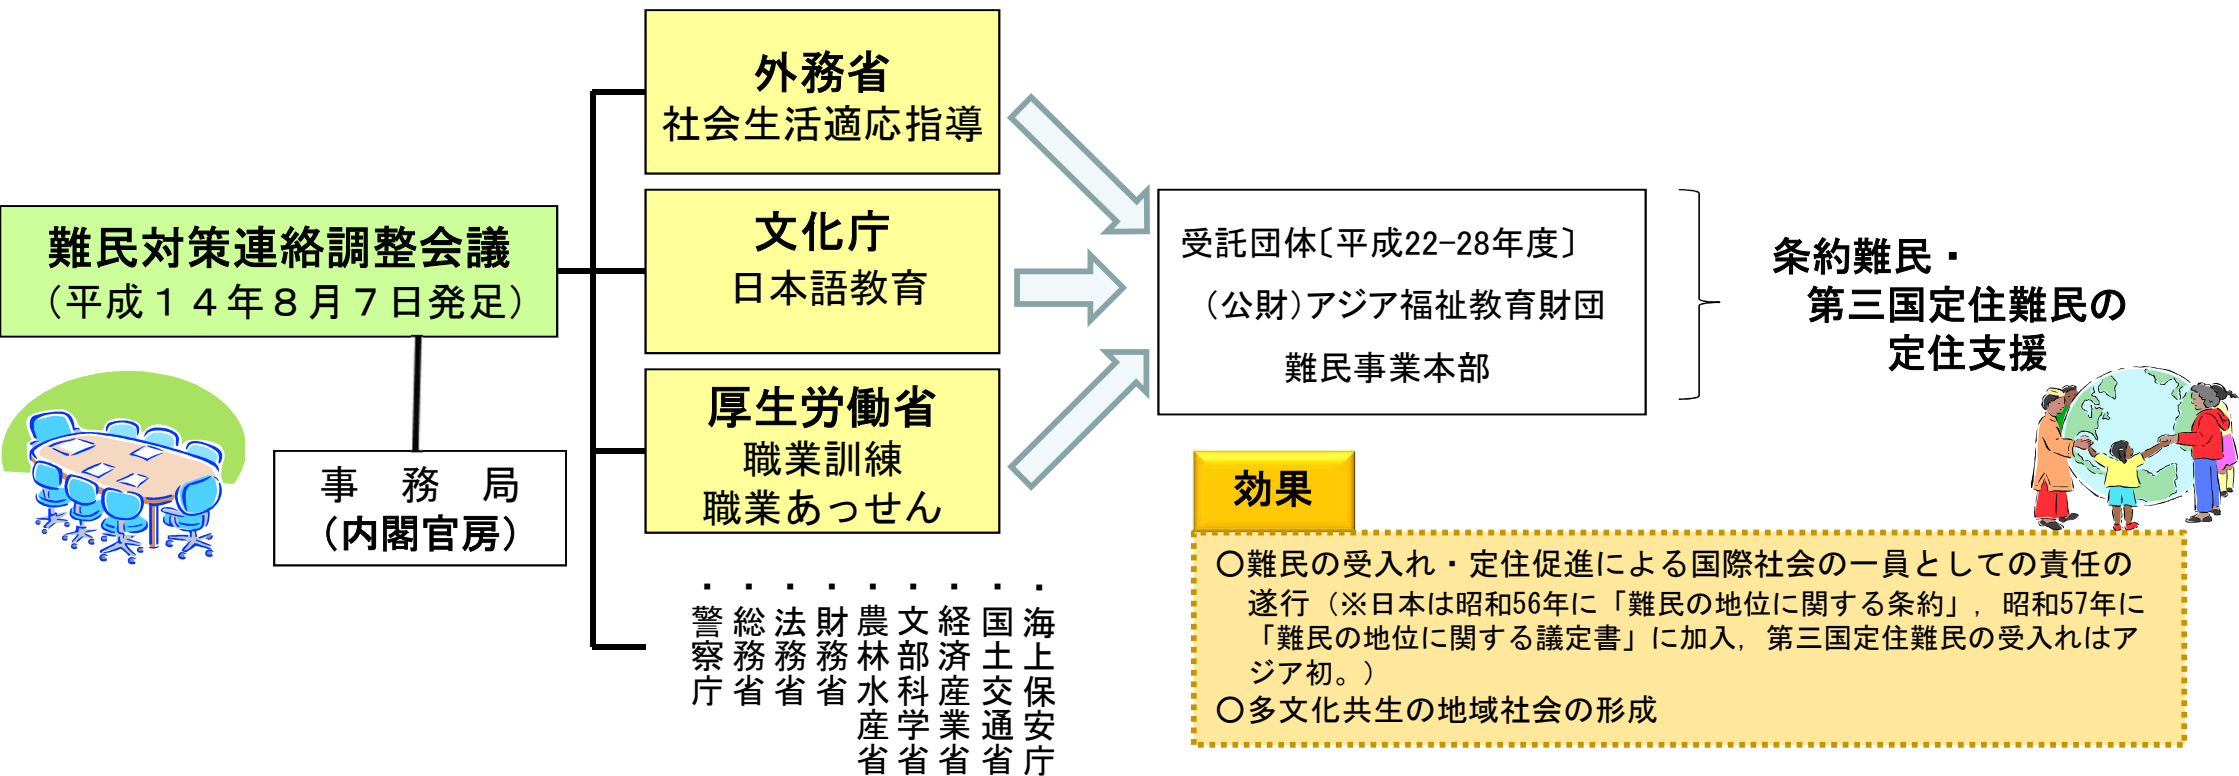 外務省
社会生活適応指導
文化庁
日本語教育
厚生労働省
職業訓練
職業あっせん
難民対策連絡調整会議
（平成１４年８月７日発足）
事　務　局
（内閣官房）
・警察庁
・総務省
・法務省
・財務省
・農林水産省
・文部科学省
・経済産業省
・国土交通省
・海上保安庁
受託団体〔平成22-28年度〕
（公財）アジア福祉教育財団
難民事業本部
条約難民・
第三国定住難民の
定住支援
効果
○難民の受入れ・定住促進による国際社会の一員としての責任の
遂行（※日本は昭和56年に「難民の地位に関する条約」，昭和57年に
「難民の地位に関する議定書」に加入，第三国定住難民の受入れはア
ジア初。）
○多文化共生の地域社会の形成